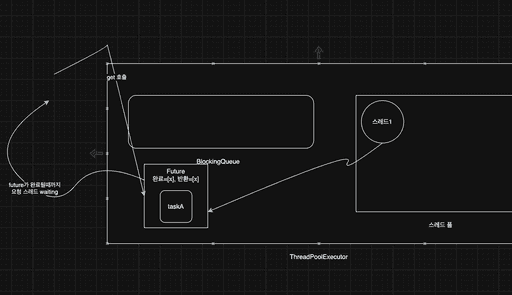 get 호출
스레드1
BlockingQueue
Future
완료=[x], 반환=[x]
taskA
future가 완료될때까지
요청 스레드 waiting
스레드 풀
ThreadPoolExecutor